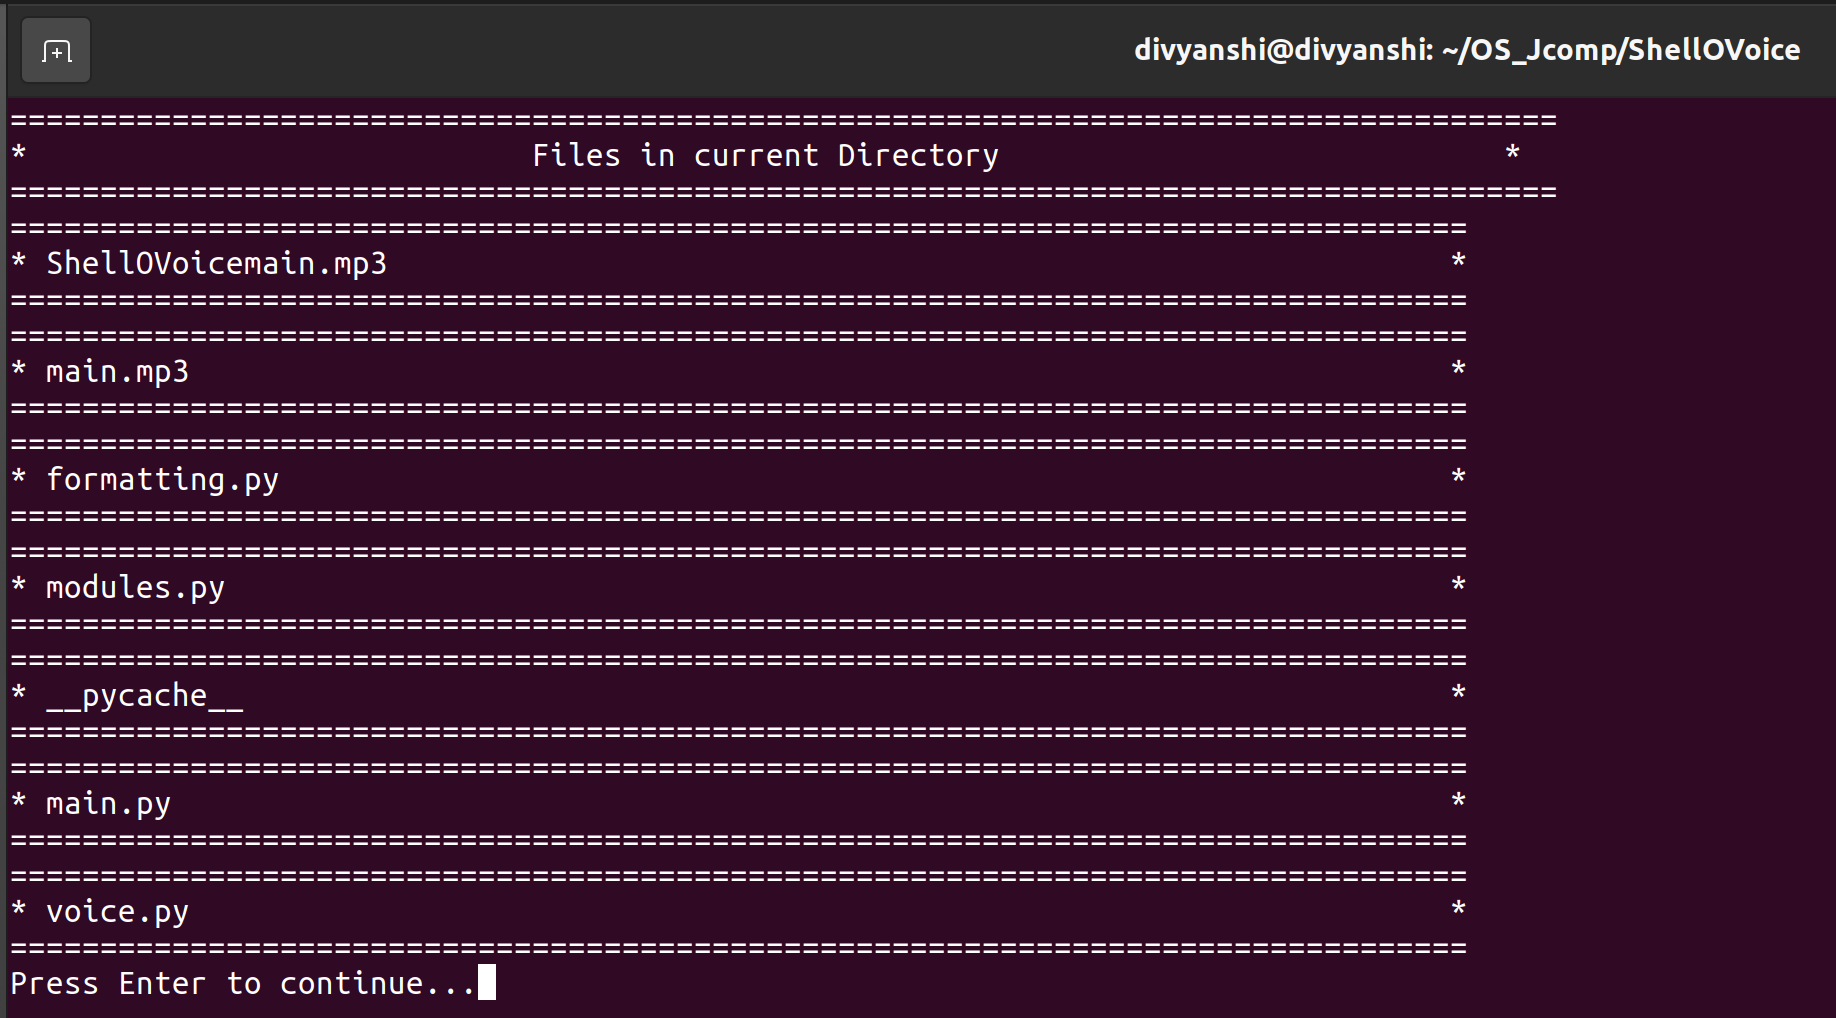 divyanshi@divyanshi: ~/OS_Jcomp/ShellOVoice
======================================================================================
*                            Files in current Directory                            *
======================================================================================
=================================================================================
* ShellOVoicemain.mp3                                                           *
=================================================================================
=================================================================================
* main.mp3                                                                      *
=================================================================================
=================================================================================
* formatting.py                                                                 *
=================================================================================
=================================================================================
* modules.py                                                                    *
=================================================================================
=================================================================================
* __pycache__                                                                   *
=================================================================================
=================================================================================
* main.py                                                                       *
=================================================================================
=================================================================================
* voice.py                                                                      *
=================================================================================
Press Enter to continue...